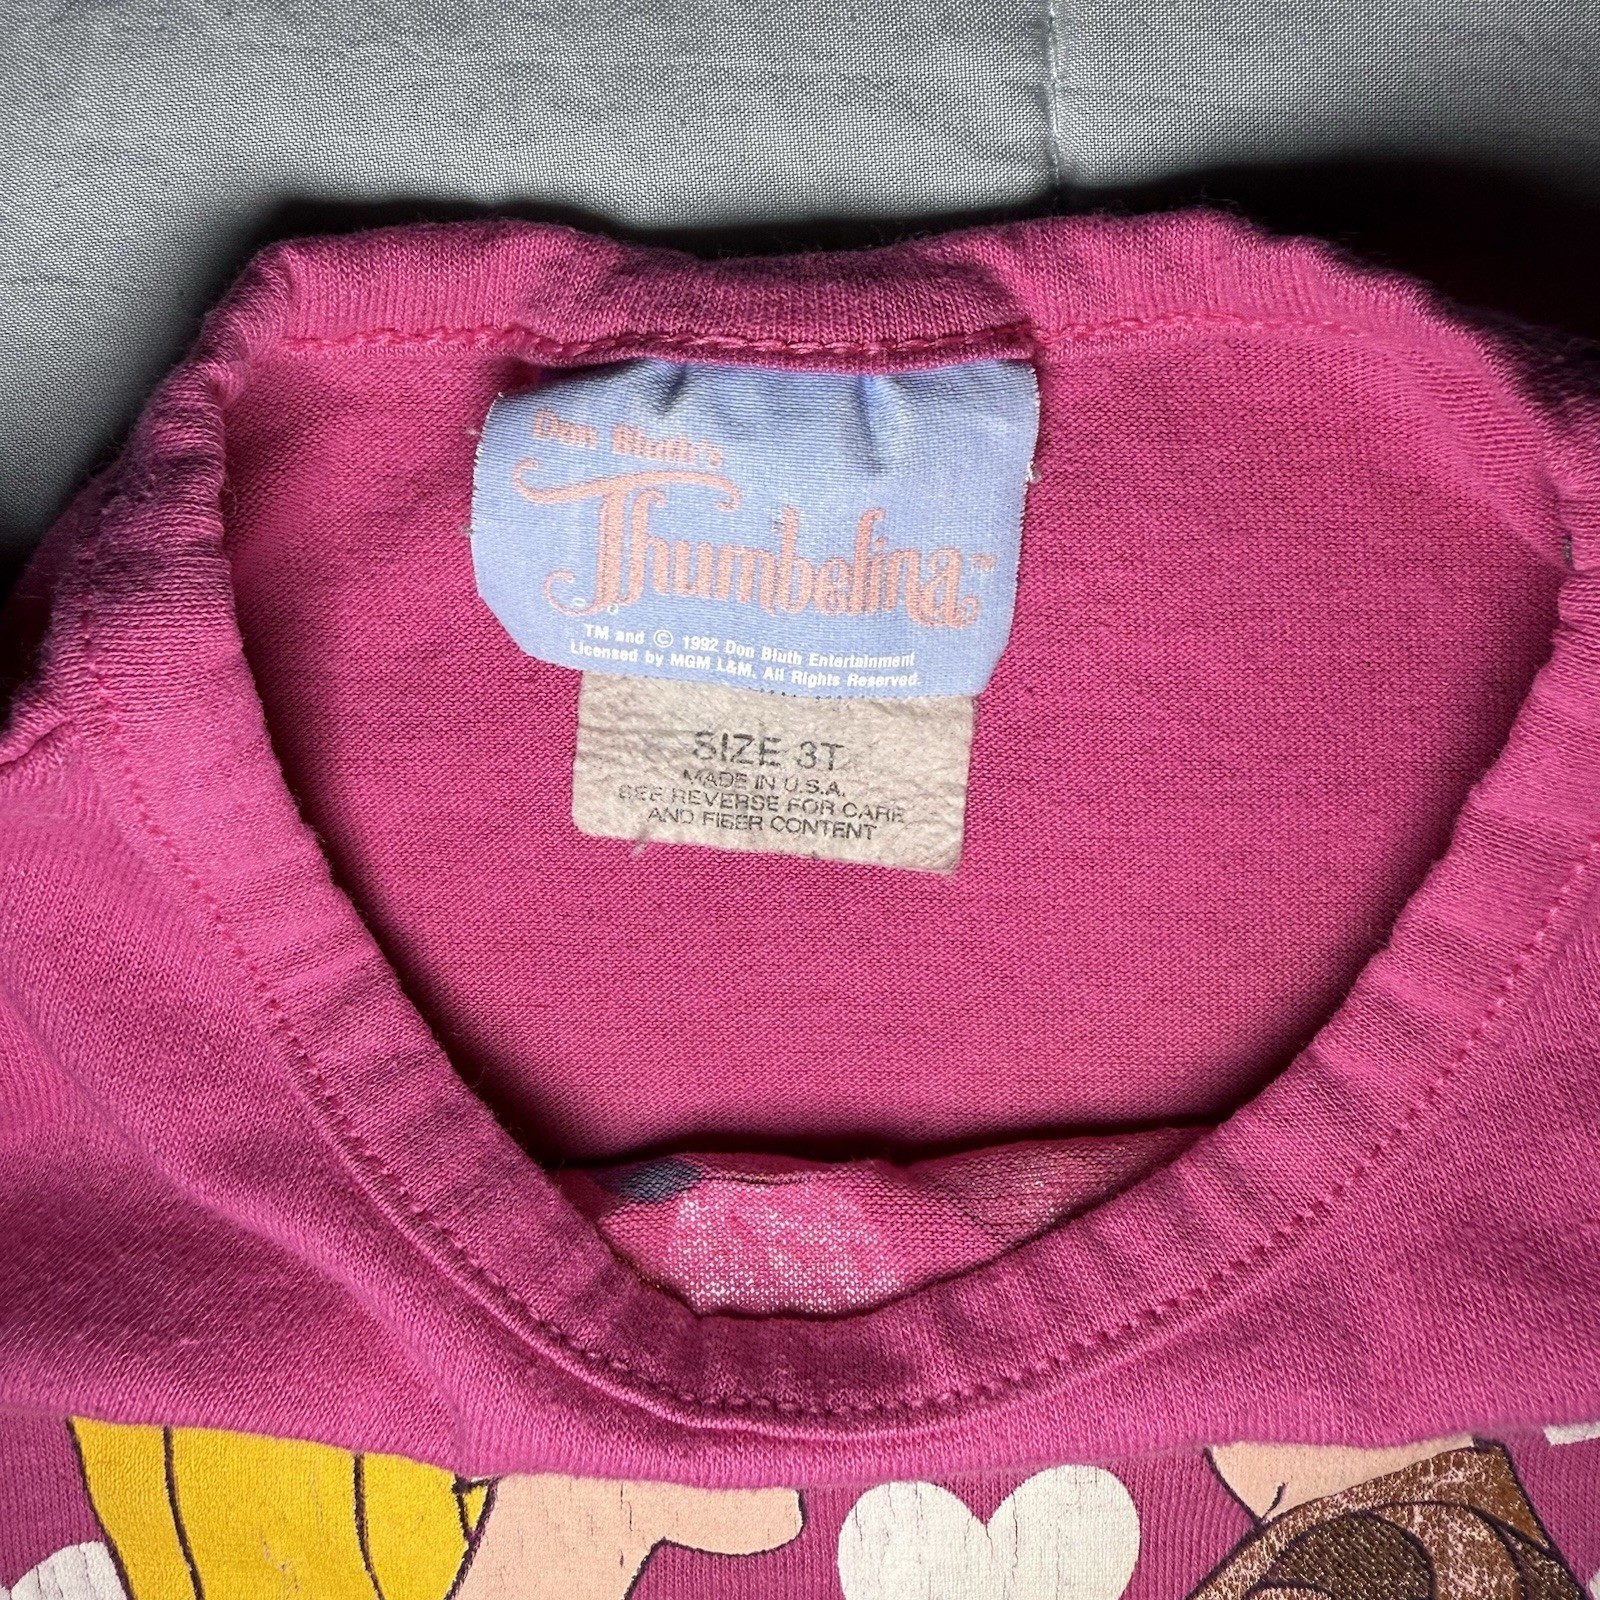 Don Bluth's
Thumbelina™
TM and © 1992 Don Bluth Entertainment
Licensed by MGM L&M. All Rights Reserved.
SIZE 3T
MADE IN U.S.A.
SEE REVERSE FOR CARE
AND FIBER CONTENT